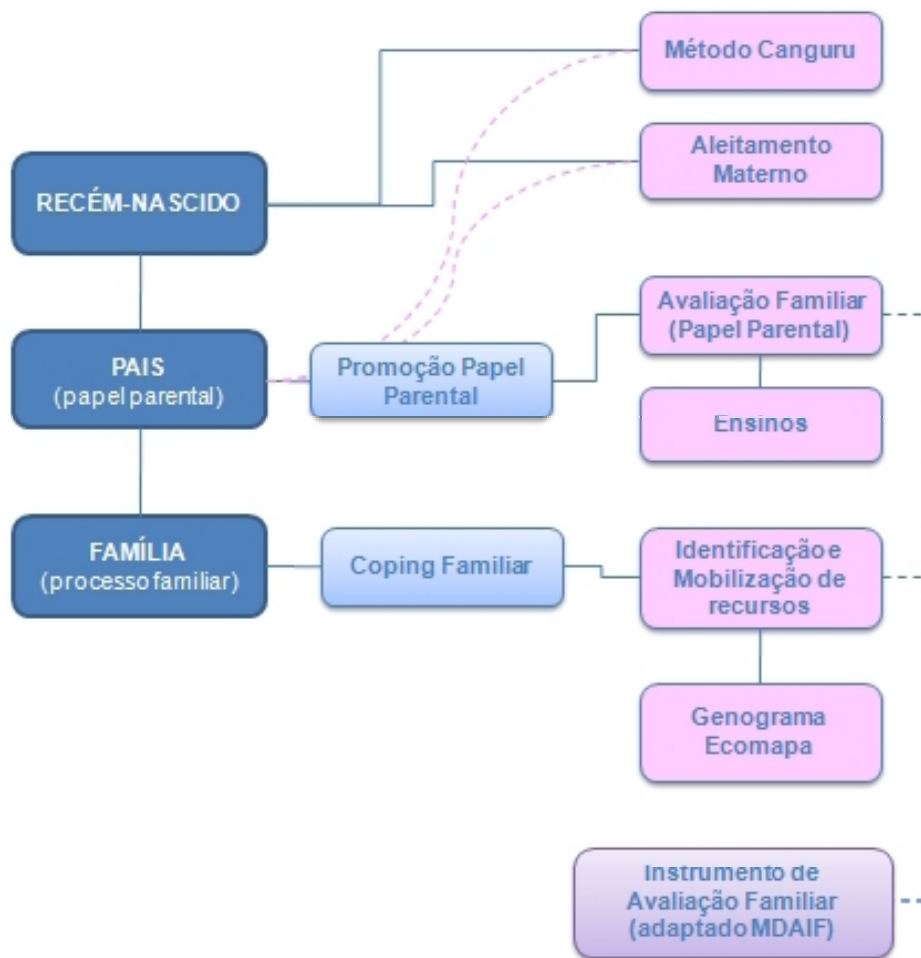 Método Canguru
Aleitamento
Materno
RECÉM-NASCIDO
Avaliação Familiar
(Papel Parental)
PAIS
(papel parental)
Promoção Papel
Parental
Ensinos
FAMÍLIA
(processo familiar)
Coping Familiar
Identificação e
Mobilização de
recursos
Genograma
Ecomapa
Instrumento de
Avaliação Familiar
(adaptado MDAIF)